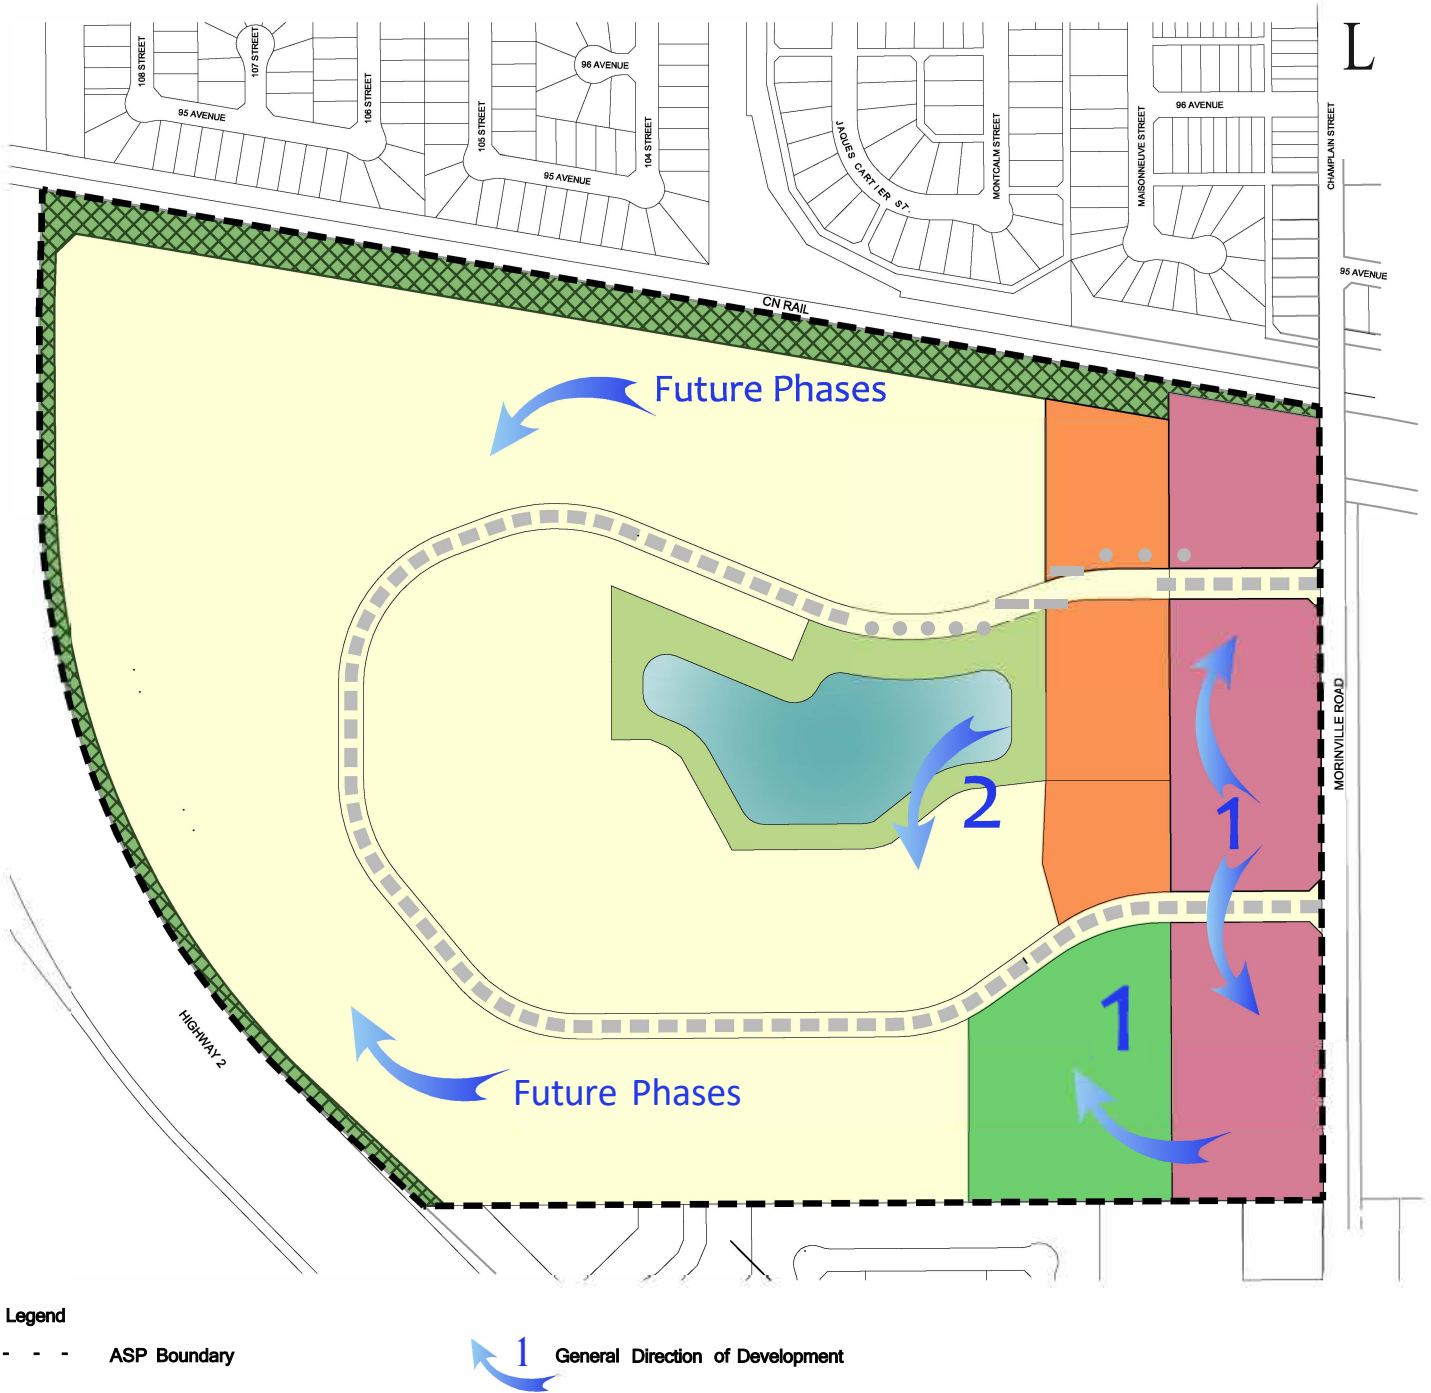 L
108 STREET
107 STREET
106 STREET
95 AVENUE
105 STREET
96 AVENUE
104 STREET
95 AVENUE
JAQUES CARTIER ST.
MONTCALM STREET
MAISONNEUVE STREET
96 AVENUE
CHAMPLAIN STREET
95 AVENUE
CN RAIL
Future Phases
MORINVILLE ROAD
2
1
1
HIGHWAY 2
Future Phases
Legend
ASP Boundary
1 General Direction of Development